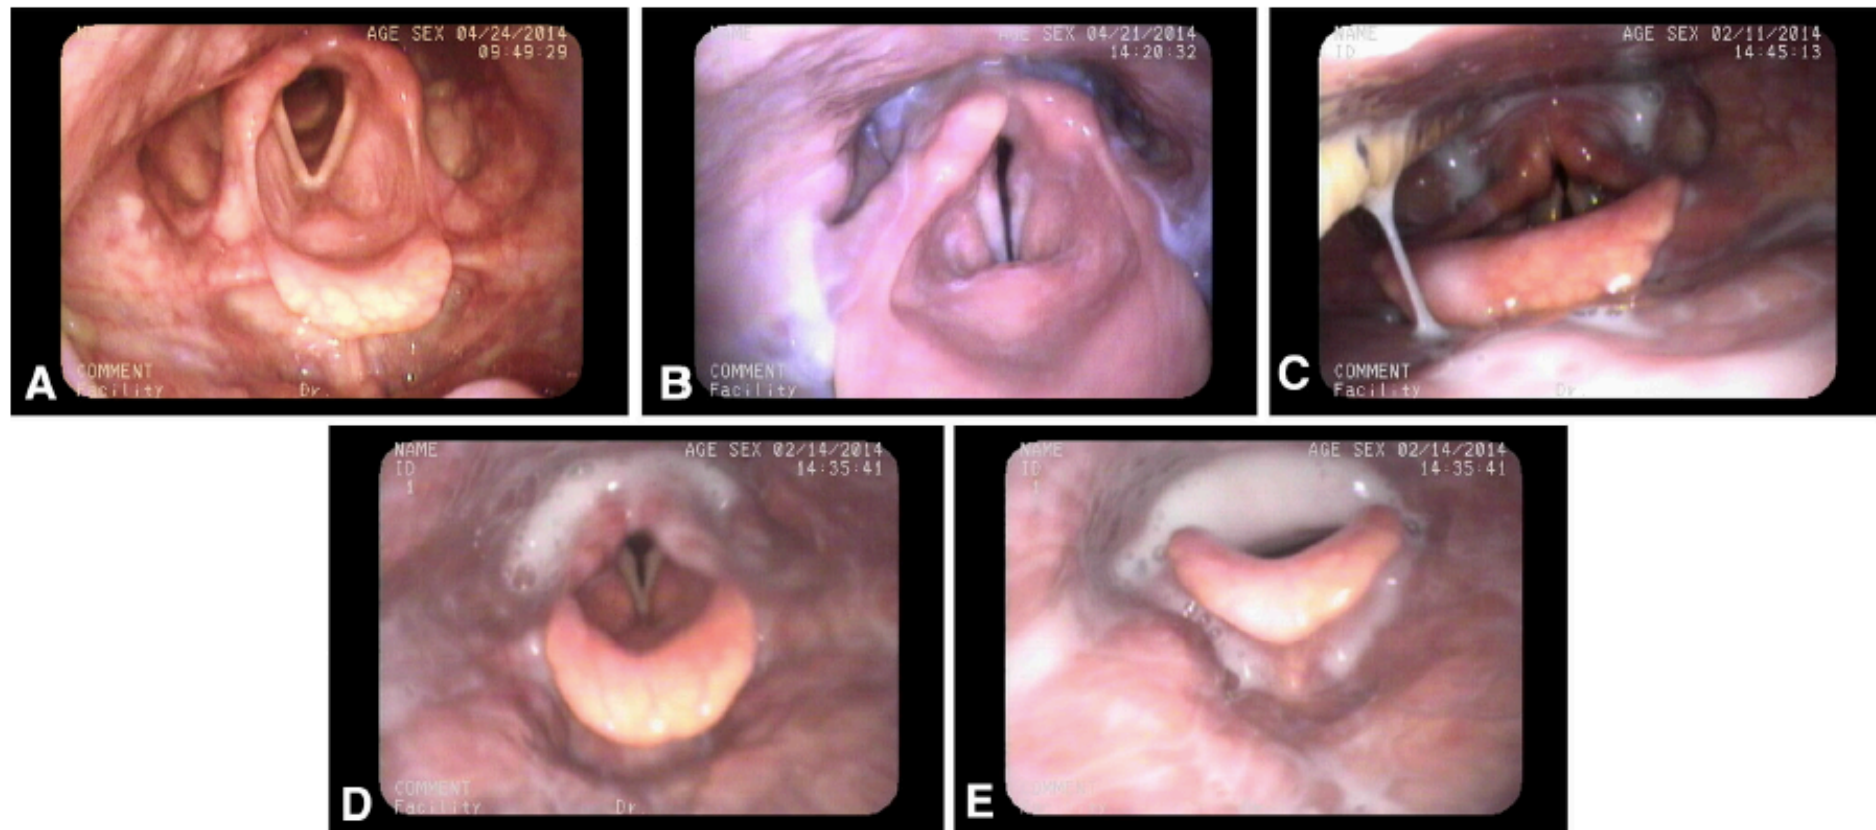 AGE SEX 04/24/2014
09:49:29
COMMENT
Facility Dr.
A
NAME AGE SEX 04/21/2014
14:20:32
COMMENT
Facility
B
NAME AGE SEX 02/11/2014
ID 14:45:13
COMMENT
Facility Dr.
C
NAME AGE SEX 02/14/2014
ID 14:35:41
1
COMMENT
Facility Dr.
D
NAME AGE SEX 02/14/2014
ID 14:35:41
1
COMMENT
E